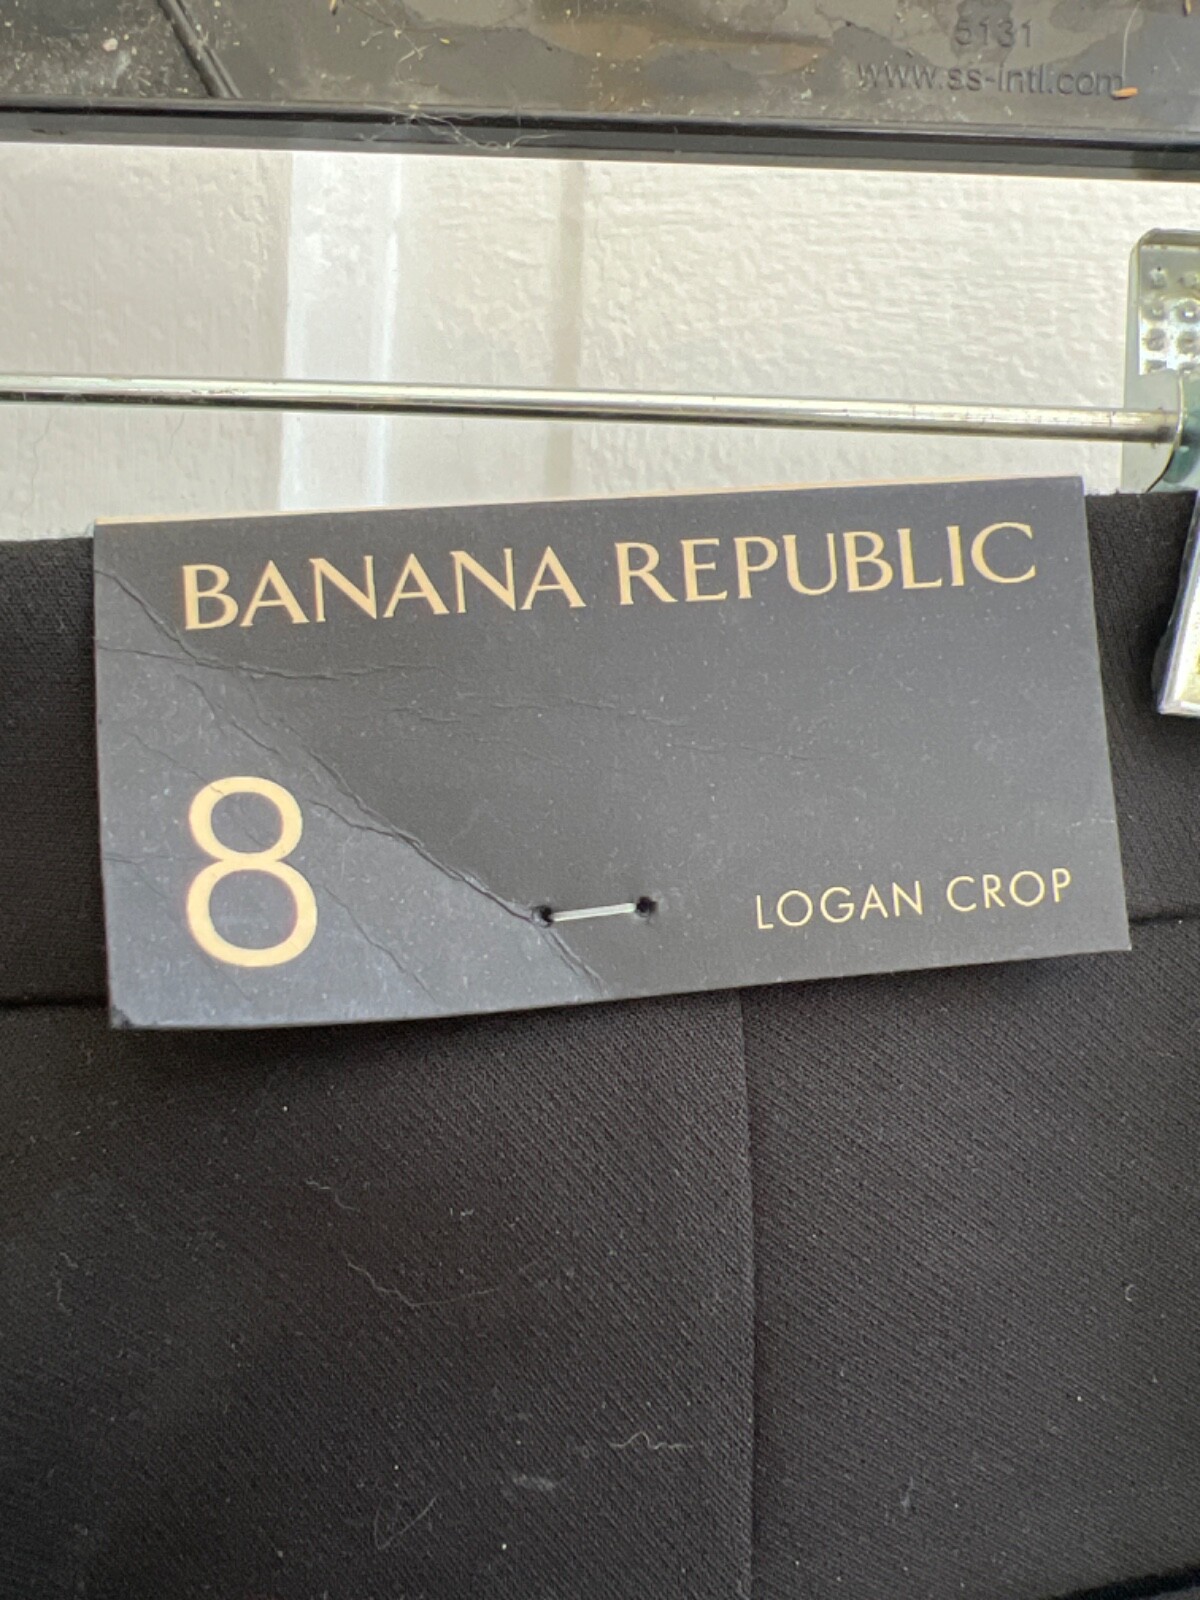 5131
www.ss-intl.com
BANANA REPUBLIC
8
LOGAN CROP